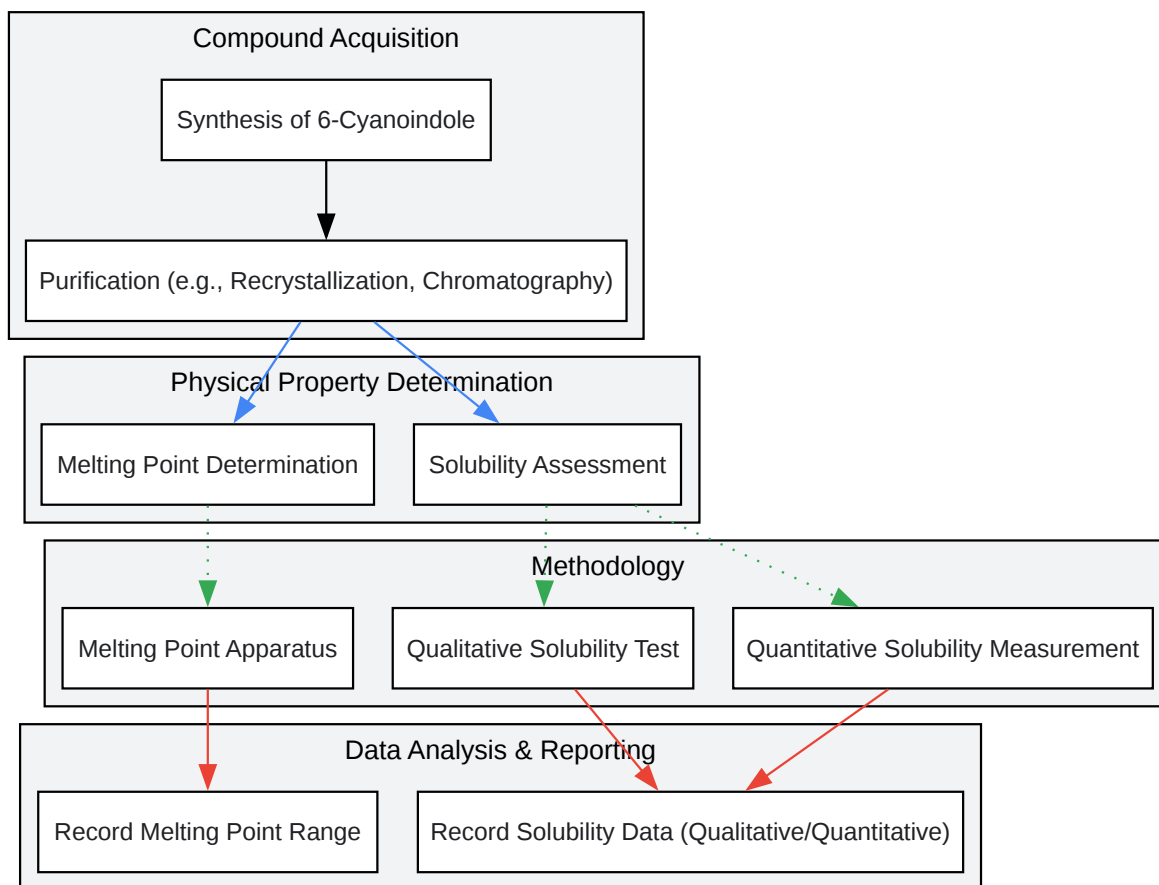 Compound Acquisition
Synthesis of 6-Cyanoindole
Purification (e.g., Recrystallization, Chromatography)
Physical Property Determination
Melting Point Determination
Solubility Assessment
Methodology
Melting Point Apparatus
Qualitative Solubility Test
Quantitative Solubility Measurement
Data Analysis & Reporting
Record Melting Point Range
Record Solubility Data (Qualitative/Quantitative)